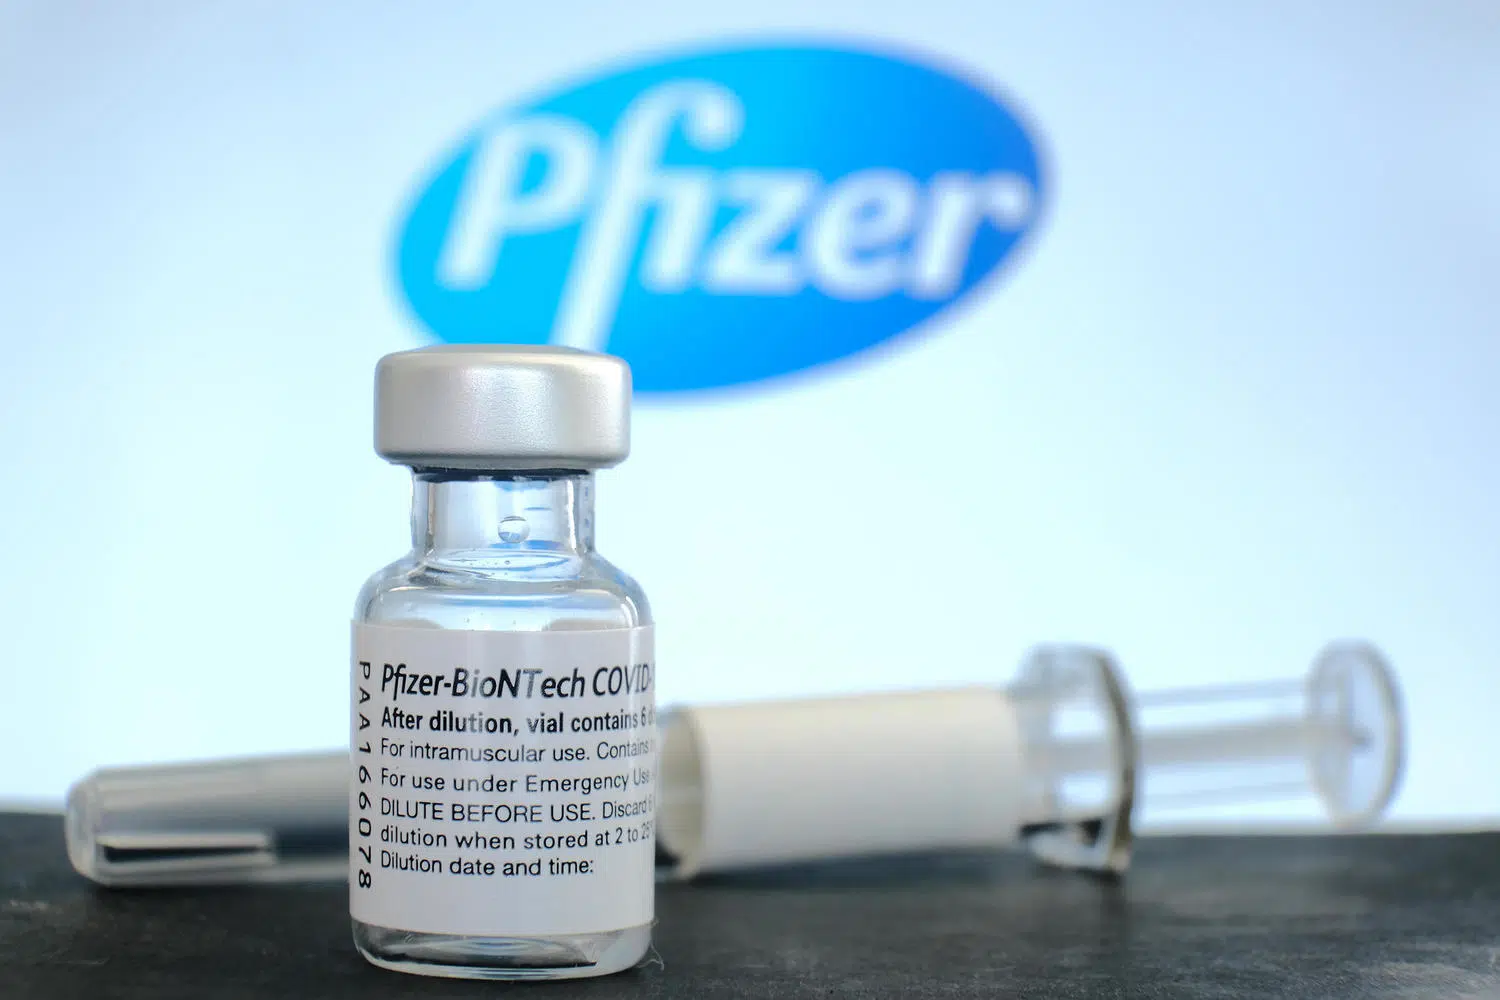 Pfizer
Pfizer-BioNTech COVID-
After dilution, vial contains 6
For intramuscular use. Contains
For use under Emergency Use
DILUTE BEFORE USE. Discard 6
dilution when stored at 2 to 25°
Dilution date and time:
PAA166078